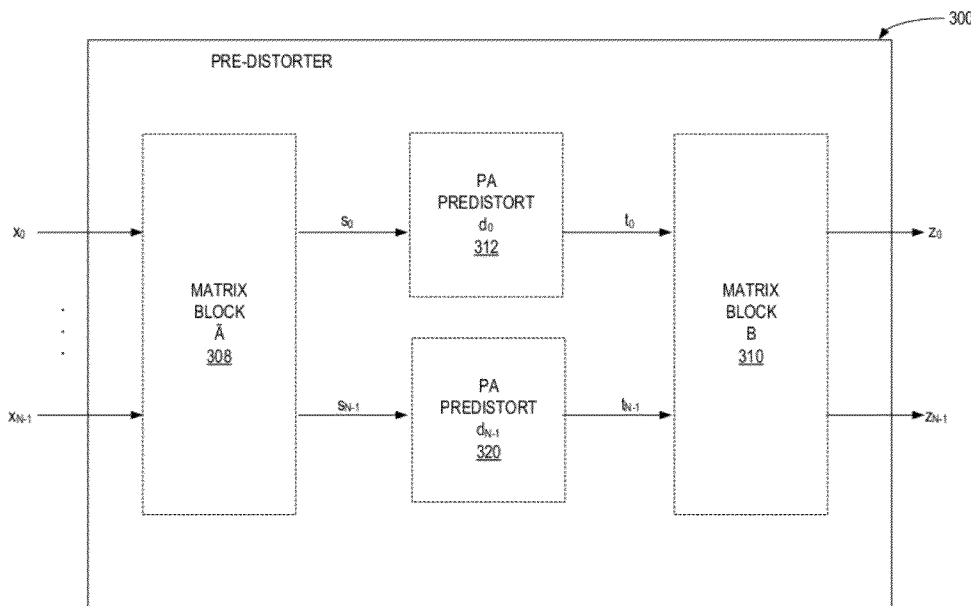 300
PRE-DISTORTER
x₀
xN-1
MATRIX
BLOCK
Ã
308
s₀
sN-1
PA
PREDISTORT
d₀
312
PA
PREDISTORT
dN-1
320
t₀
tN-1
MATRIX
BLOCK
B
310
z₀
zN-1